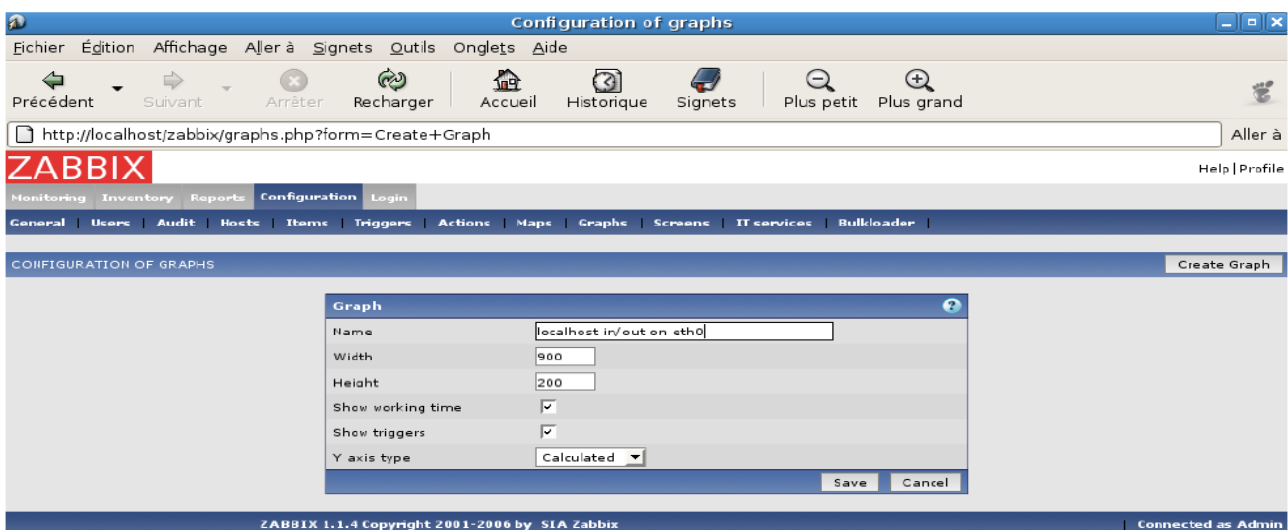 Configuration of graphs
Fichier Édition Affichage Aller à Signets Outils Onglets Aide
Précédent Suivant Arrêter Recharger Accueil Historique Signets Plus petit Plus grand
http://localhost/zabbix/graphs.php?form=Create+Graph Aller à
ZABBIX Help | Profile
Monitoring Inventory Reports Configuration Login
General | Users | Audit | Hosts | Items | Triggers | Actions | Maps | Graphs | Screens | IT services | Bulkloader |
CONFIGURATION OF GRAPHS Create Graph
Graph ?
Name localhost in/out on eth0
Width 900
Height 200
Show working time
Show triggers
Y axis type Calculated
Save Cancel
ZABBIX 1.1.4 Copyright 2001-2006 by SIA Zabbix | Connected as Admin